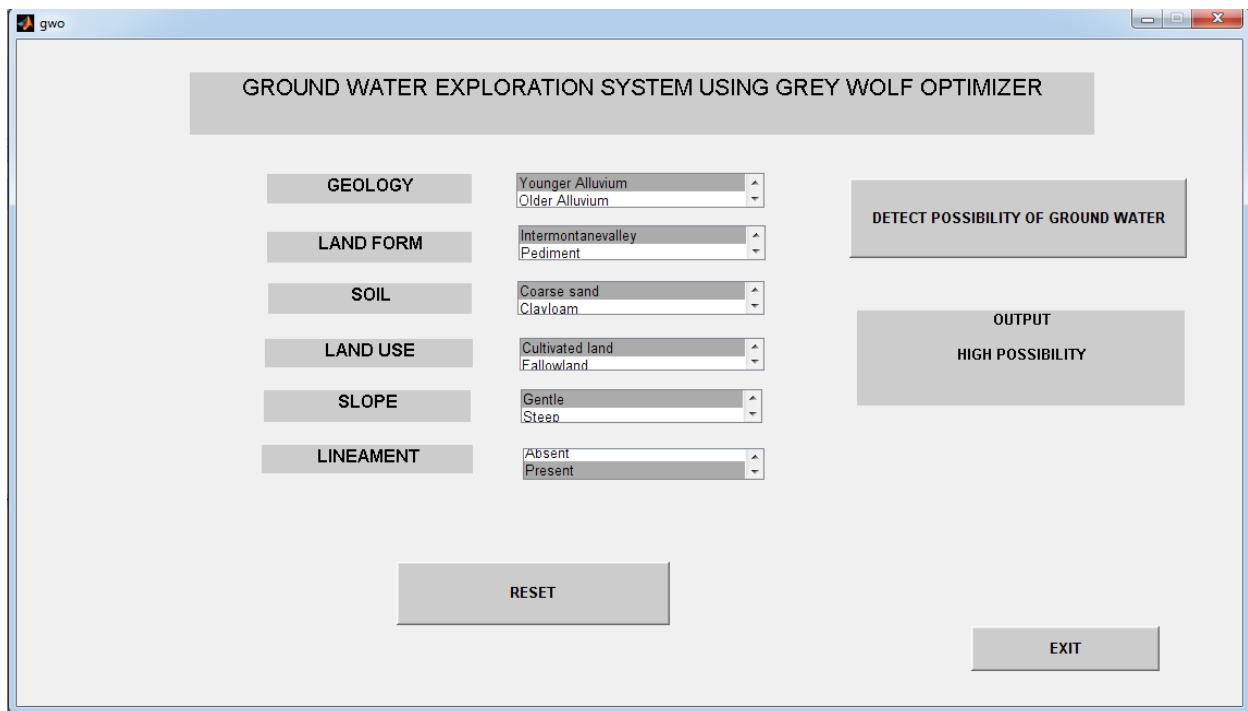 gwo
GROUND WATER EXPLORATION SYSTEM USING GREY WOLF OPTIMIZER
GEOLOGY
Younger Alluvium
Older Alluvium
LAND FORM
Intermontanevalley
Pediment
SOIL
Coarse sand
Clayloam
LAND USE
Cultivated land
Fallowland
SLOPE
Gentle
Steep
LINEAMENT
Absent
Present
DETECT POSSIBILITY OF GROUND WATER
OUTPUT
HIGH POSSIBILITY
RESET
EXIT